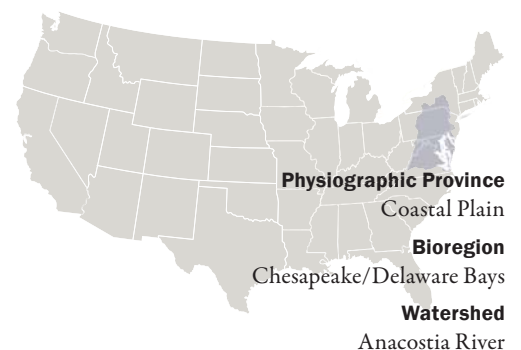 Physiographic Province
Coastal Plain
Bioregion
Chesapeake/Delaware Bays
Watershed
Anacostia River